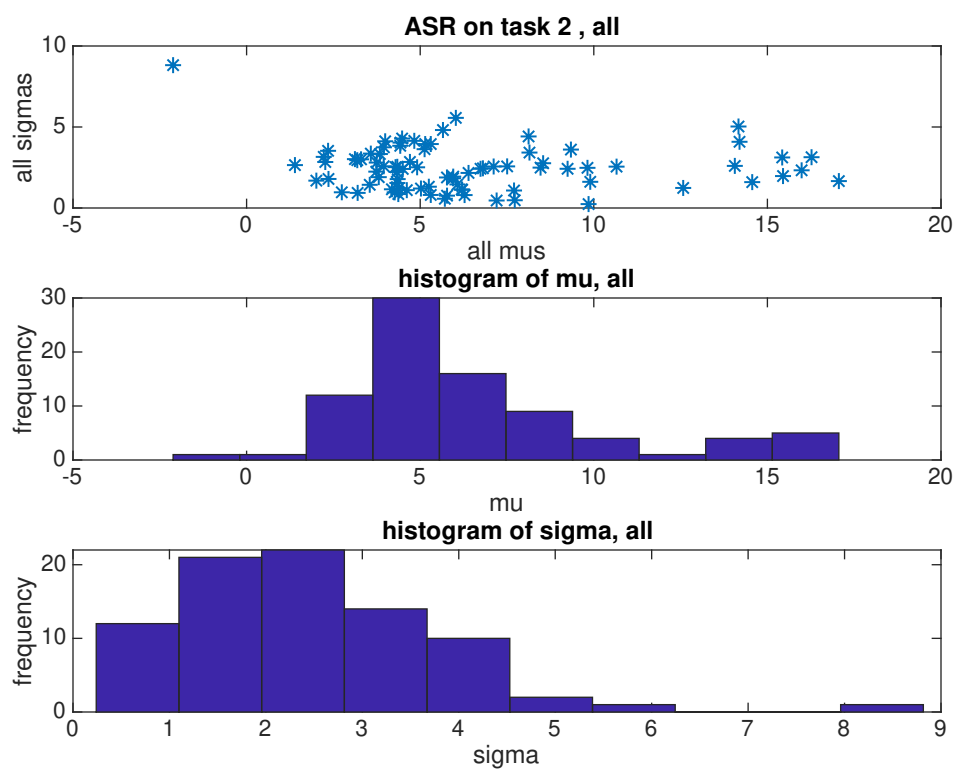 ASR on task 2 , all
10
5
0
all sigmas
-5 0 5 10 15 20
all mus
histogram of mu, all
30
20
10
0
frequency
-5 0 5 10 15 20
mu
histogram of sigma, all
20
10
0
frequency
0 1 2 3 4 5 6 7 8 9
sigma